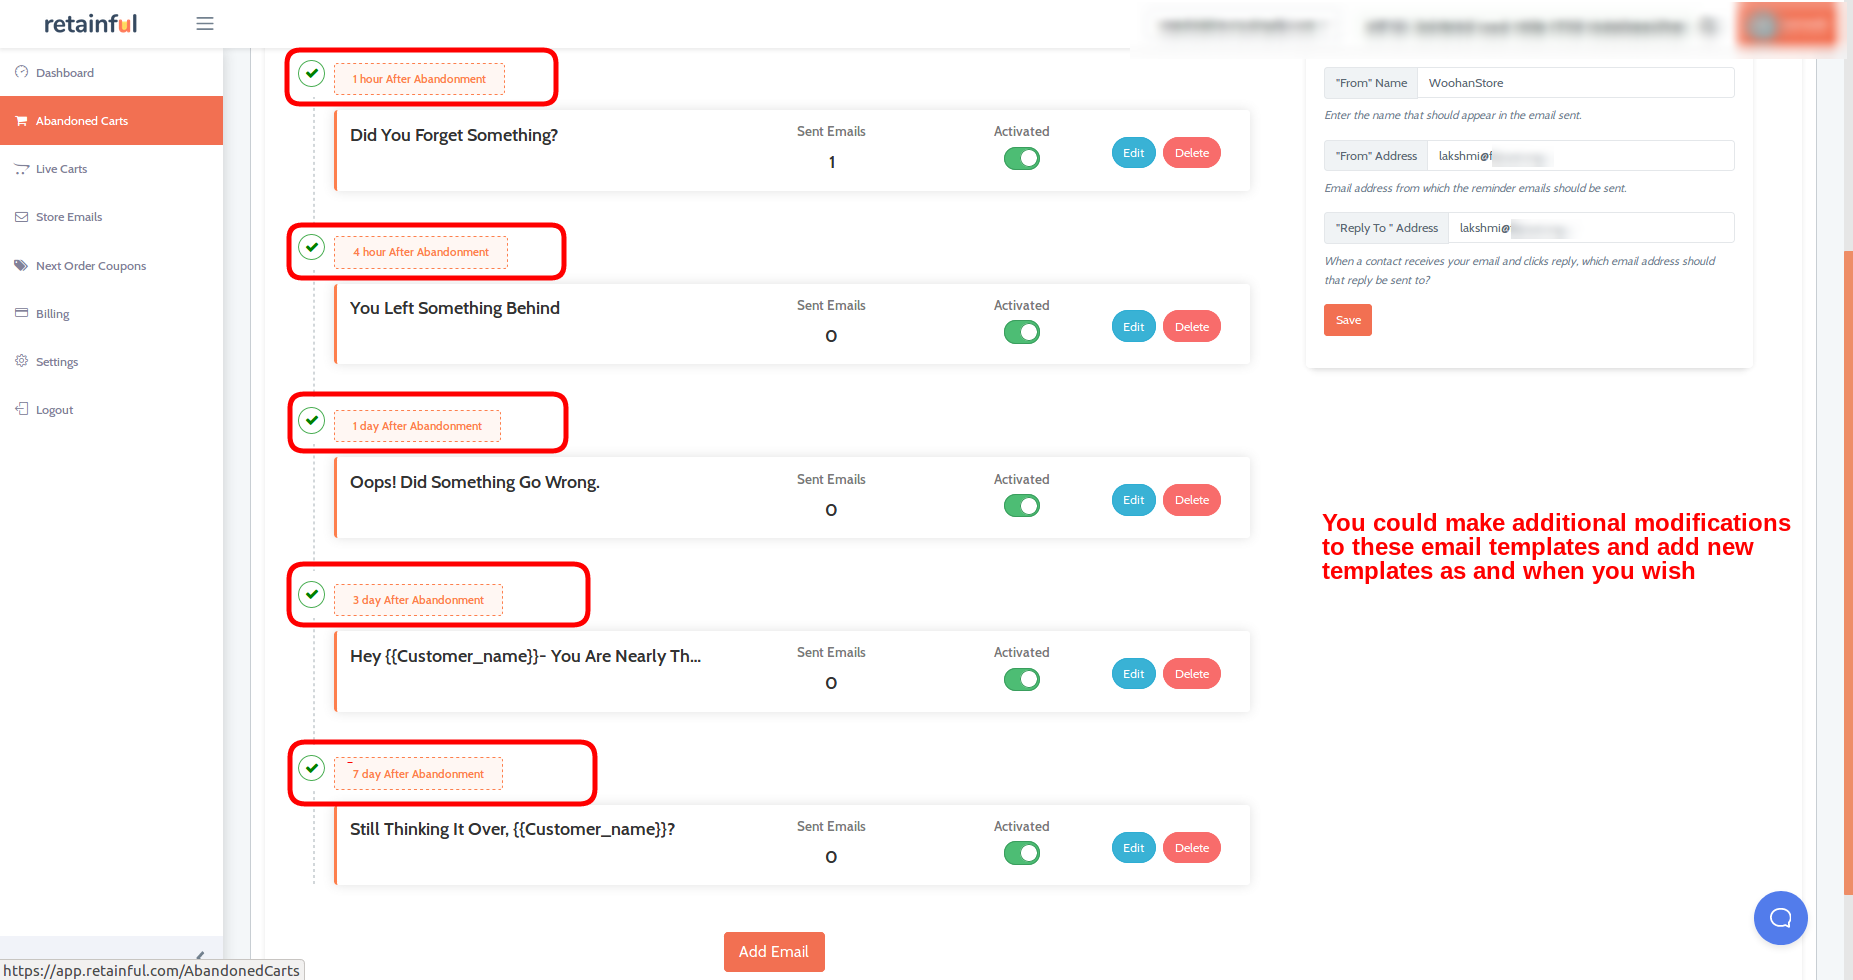 retainful
Dashboard
Abandoned Carts
Live Carts
Store Emails
Next Order Coupons
Billing
Settings
Logout
1 hour After Abandonment
Did You Forget Something?
Sent Emails
1
Activated
Edit
Delete
4 hour After Abandonment
You Left Something Behind
Sent Emails
0
Activated
Edit
Delete
1 day After Abandonment
Oops! Did Something Go Wrong.
Sent Emails
0
Activated
Edit
Delete
3 day After Abandonment
Hey {{Customer_name}}- You Are Nearly Th...
Sent Emails
0
Activated
Edit
Delete
7 day After Abandonment
Still Thinking It Over, {{Customer_name}}?
Sent Emails
0
Activated
Edit
Delete
Add Email
"From" Name
WoohanStore
Enter the name that should appear in the email sent.
"From" Address
lakshmi@f
Email address from which the reminder emails should be sent.
"Reply To " Address
lakshmi@
When a contact receives your email and clicks reply, which email address should
that reply be sent to?
Save
You could make additional modifications
to these email templates and add new
templates as and when you wish
https://app.retainful.com/AbandonedCarts